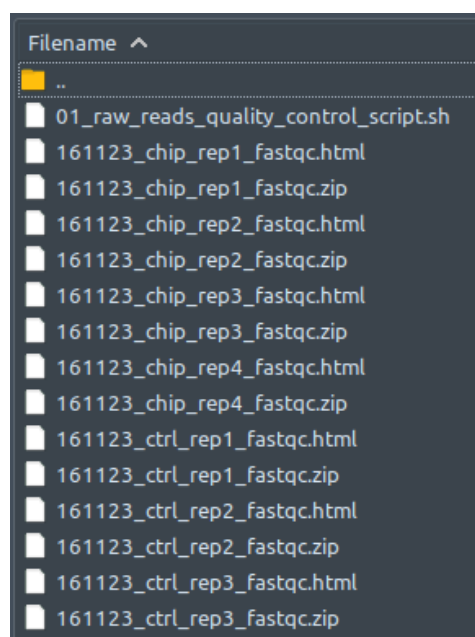 Filename
..
01_raw_reads_quality_control_script.sh
161123_chip_rep1_fastqc.html
161123_chip_rep1_fastqc.zip
161123_chip_rep2_fastqc.html
161123_chip_rep2_fastqc.zip
161123_chip_rep3_fastqc.html
161123_chip_rep3_fastqc.zip
161123_chip_rep4_fastqc.html
161123_chip_rep4_fastqc.zip
161123_ctrl_rep1_fastqc.html
161123_ctrl_rep1_fastqc.zip
161123_ctrl_rep2_fastqc.html
161123_ctrl_rep2_fastqc.zip
161123_ctrl_rep3_fastqc.html
161123_ctrl_rep3_fastqc.zip